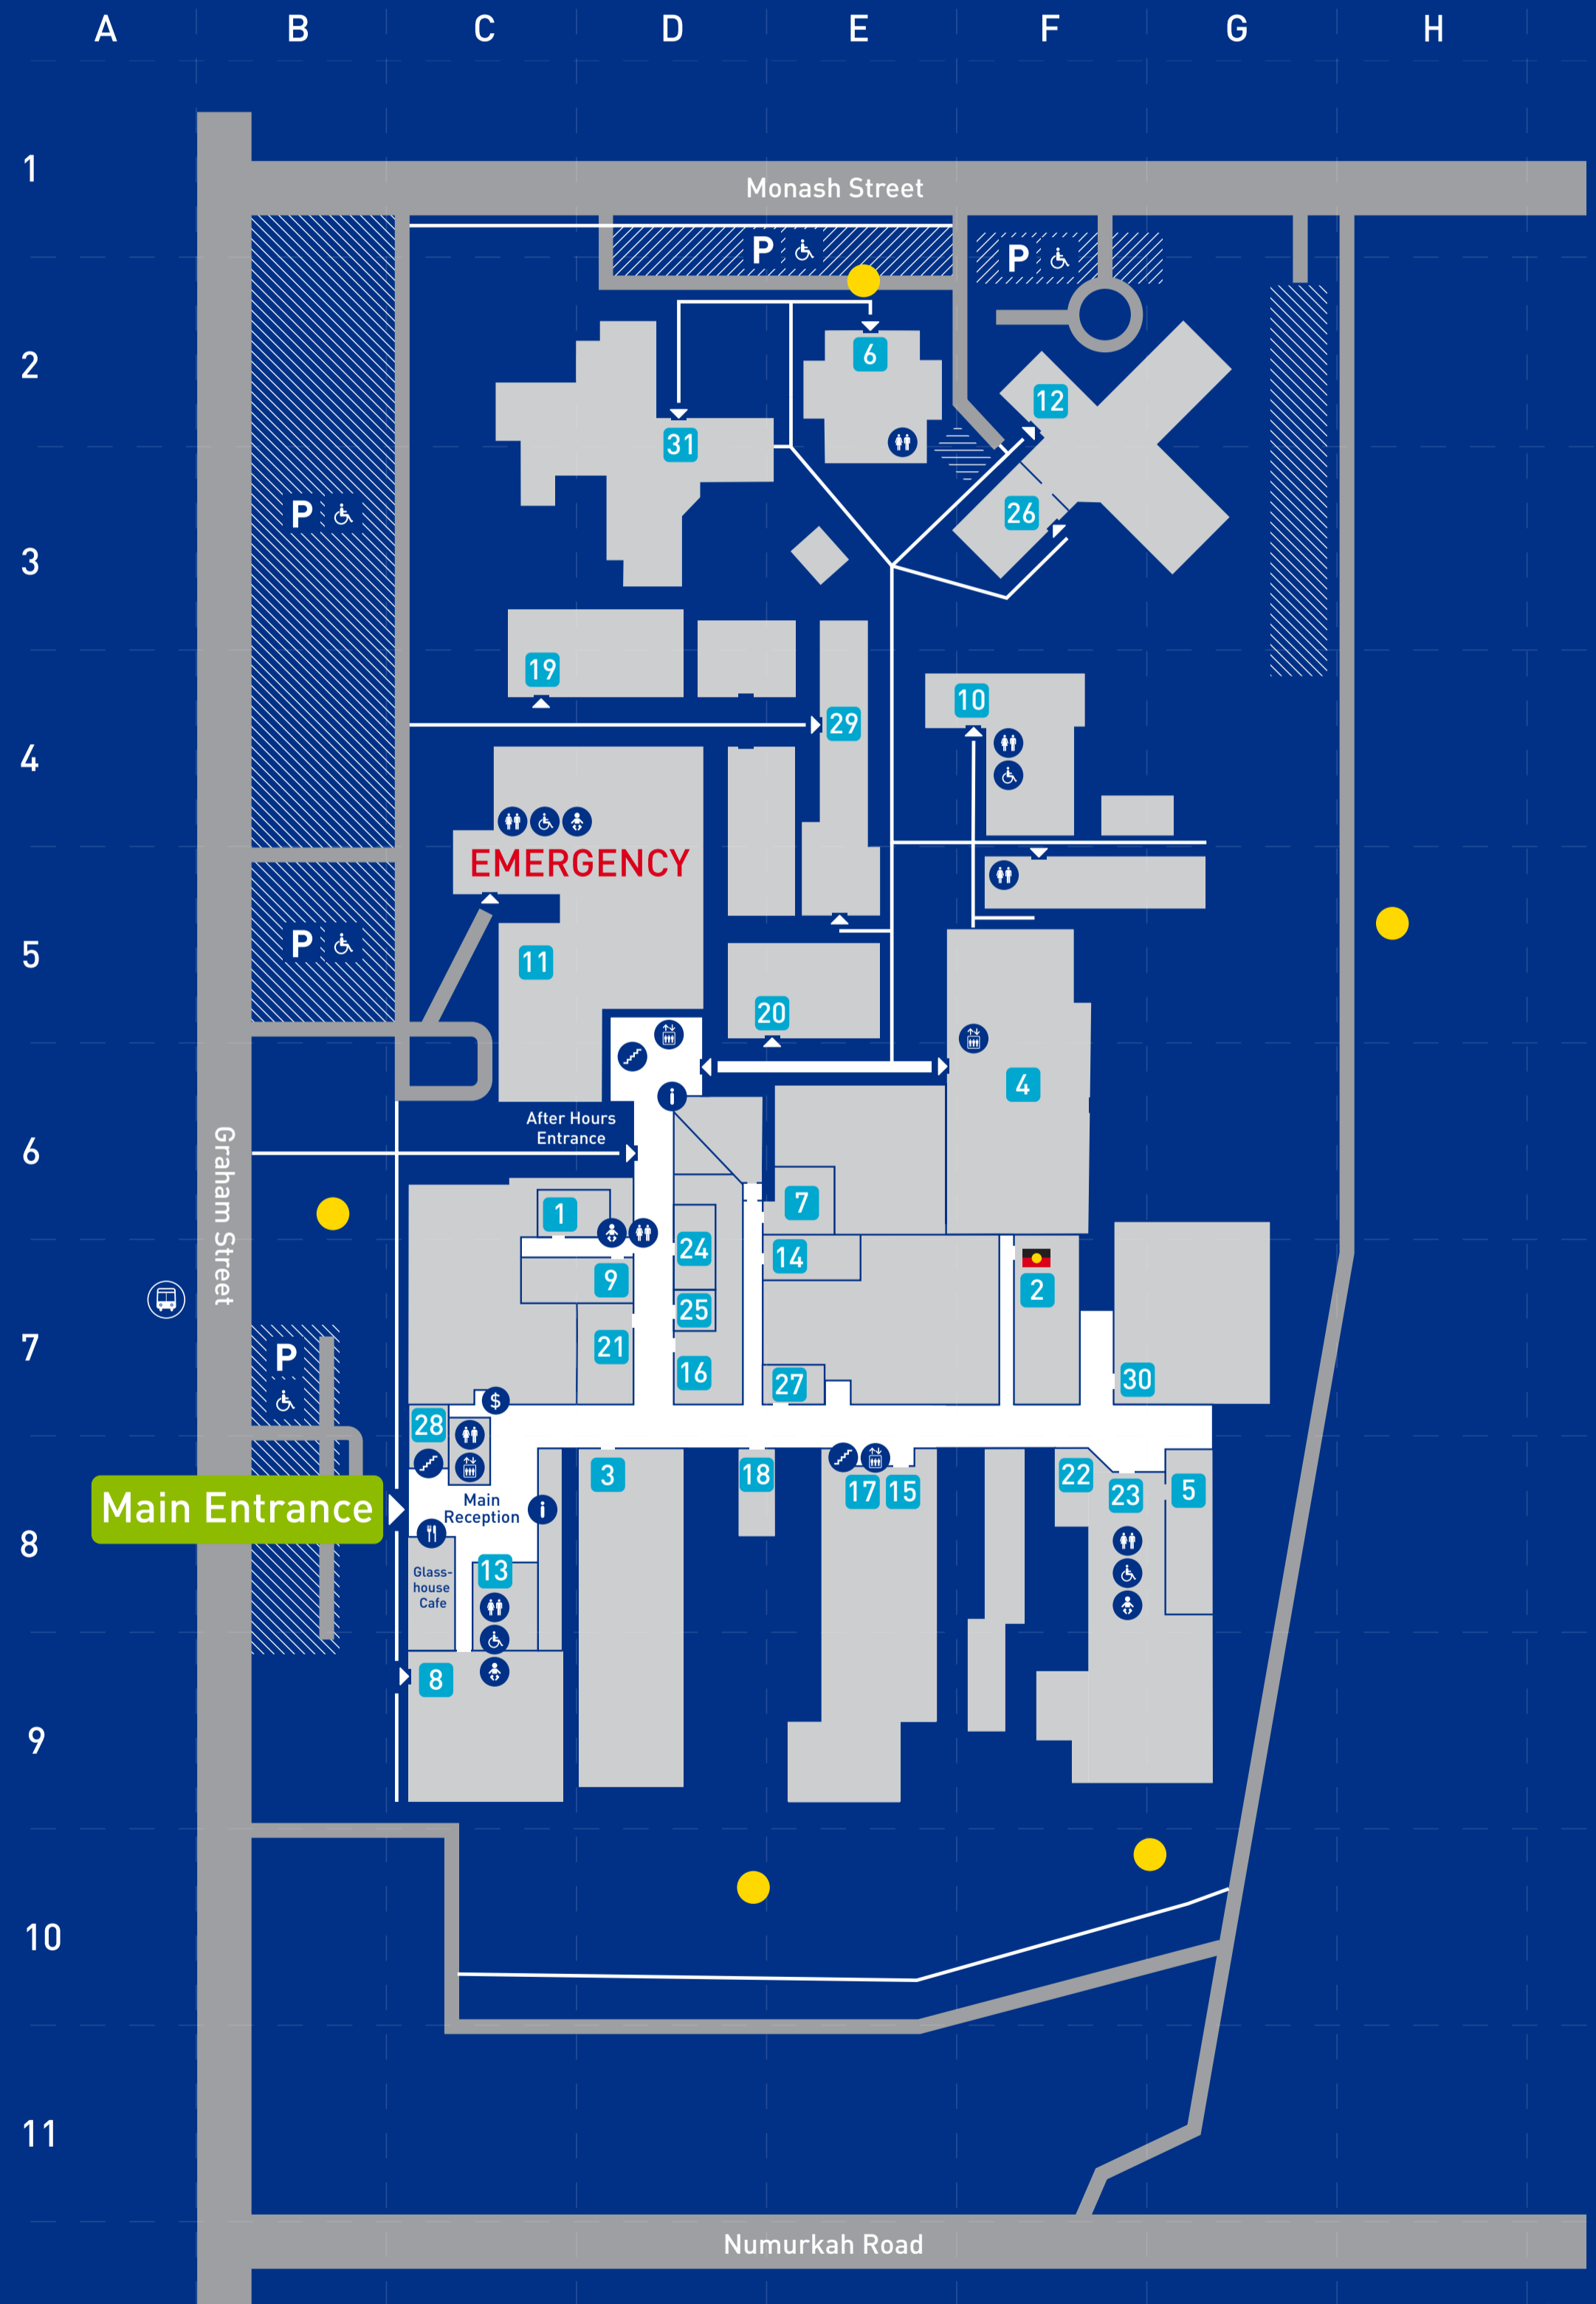 A B C D E F G H
1
Monash Street
P
P
2
6
12
31
P
26
3
19
10
29
4
EMERGENCY
P
5
11
20
4
After Hours
Entrance
6
Graham Street
1
7
24
14
9
2
25
7
21
P
16
27
30
28
3
18
17
15
22
23
5
Main Entrance
Main
Reception
8
13
Glass-
house
Cafe
8
9
10
11
Numurkah Road
$
i
i